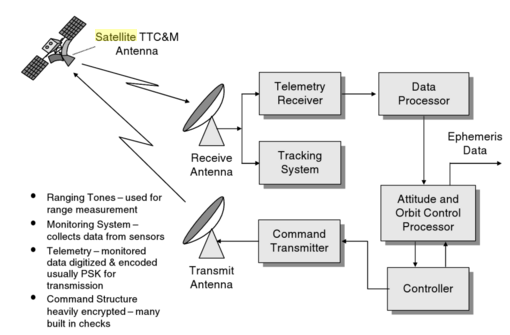 Satellite TTC&M
Antenna
Telemetry
Receiver
Data
Processor
Ephemeris
Data
Receive
Antenna
Tracking
System
Attitude and
Orbit Control
Processor
Command
Transmitter
Transmit
Antenna
Controller
• Ranging Tones – used for
range measurement
• Monitoring System –
collects data from sensors
• Telemetry – monitored
data digitized & encoded
usually PSK for
transmission
• Command Structure
heavily encrypted – many
built in checks